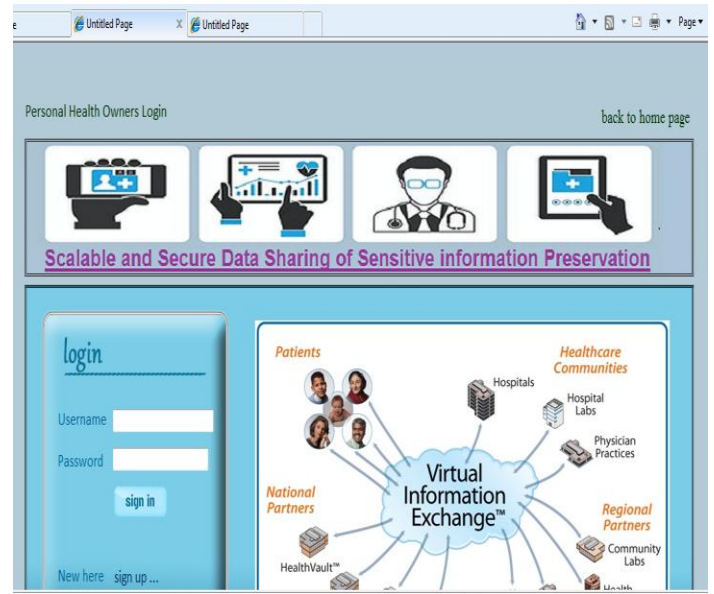 e
Untitled Page X
Untitled Page
Page
Personal Health Owners Login
back to home page
Scalable and Secure Data Sharing of Sensitive information Preservation
login
Username
Password
sign in
New here sign up ...
Patients
Healthcare
Communities
Hospitals
Hospital
Labs
Physician
Practices
Virtual
Information
Exchange™
National
Partners
Regional
Partners
HealthVault™
Community
Labs
Health